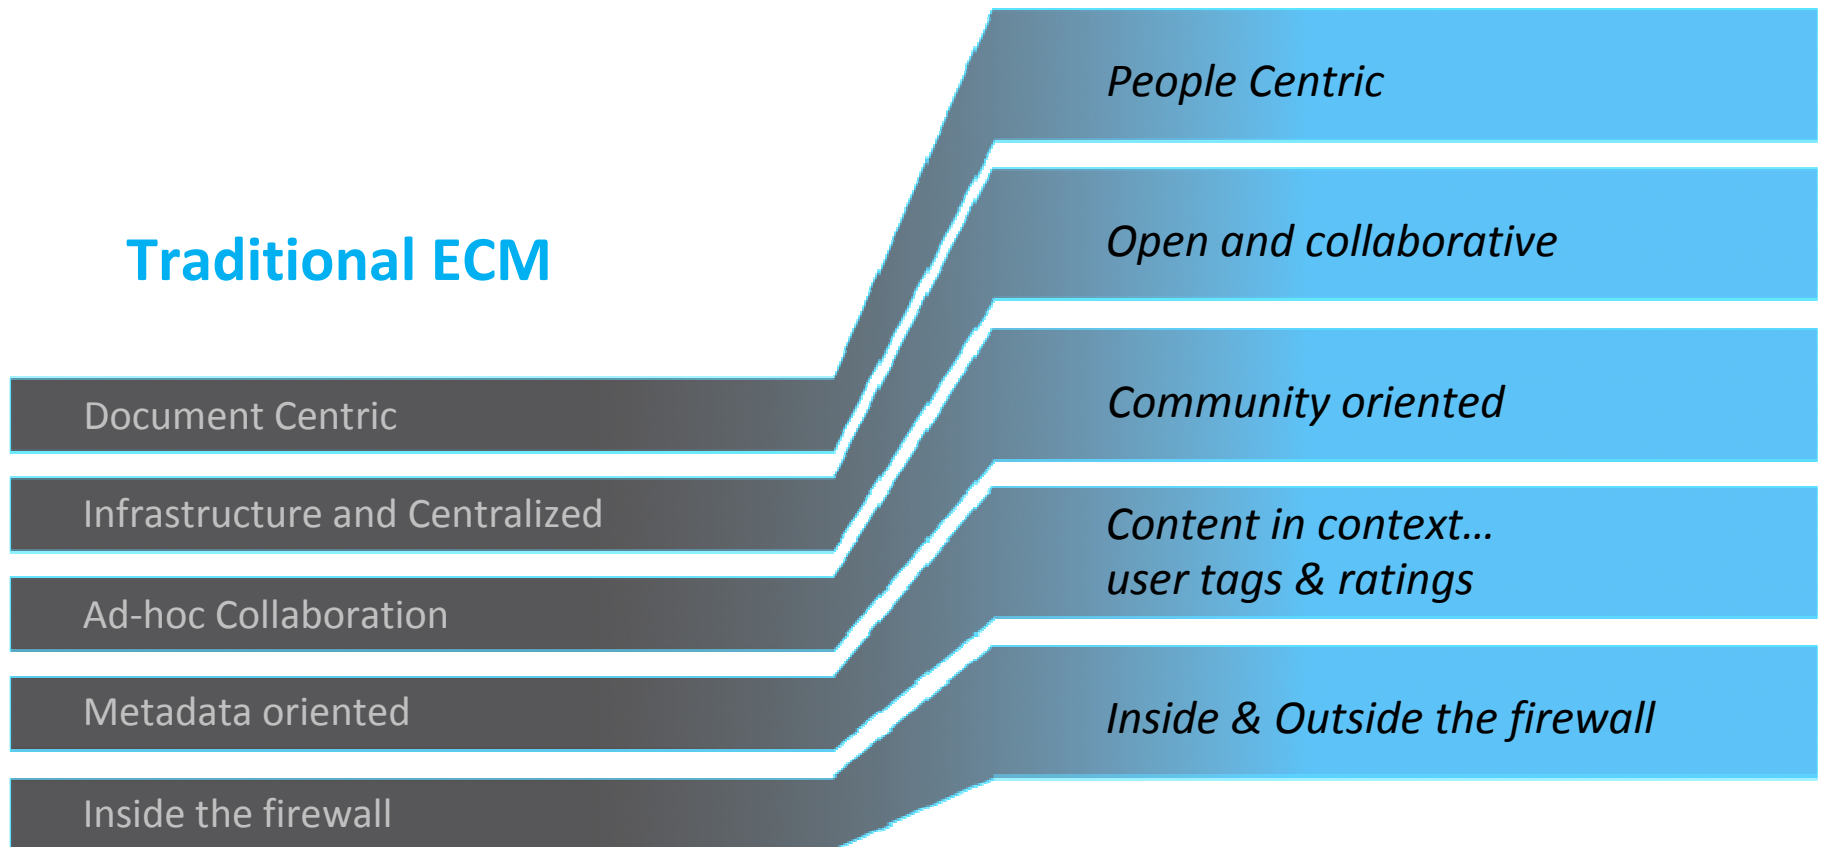 Traditional ECM
Document Centric
Infrastructure and Centralized
Ad-hoc Collaboration
Metadata oriented
Inside the firewall
People Centric
Open and collaborative
Community oriented
Content in context...
user tags & ratings
Inside & Outside the firewall